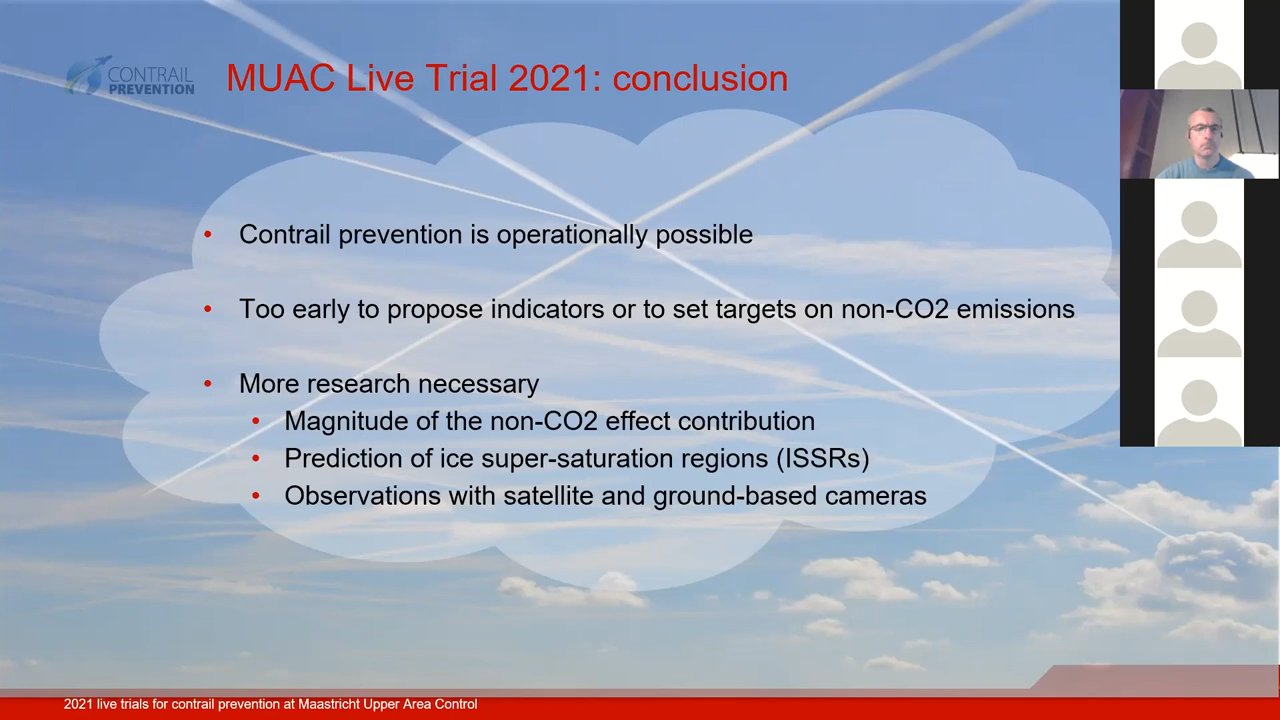 CONTRAIL
PREVENTION
MUAC Live Trial 2021: conclusion
• Contrail prevention is operationally possible
• Too early to propose indicators or to set targets on non-CO2 emissions
• More research necessary
• Magnitude of the non-CO2 effect contribution
• Prediction of ice super-saturation regions (ISSRs)
• Observations with satellite and ground-based cameras
2021 live trials for contrail prevention at Maastricht Upper Area Control